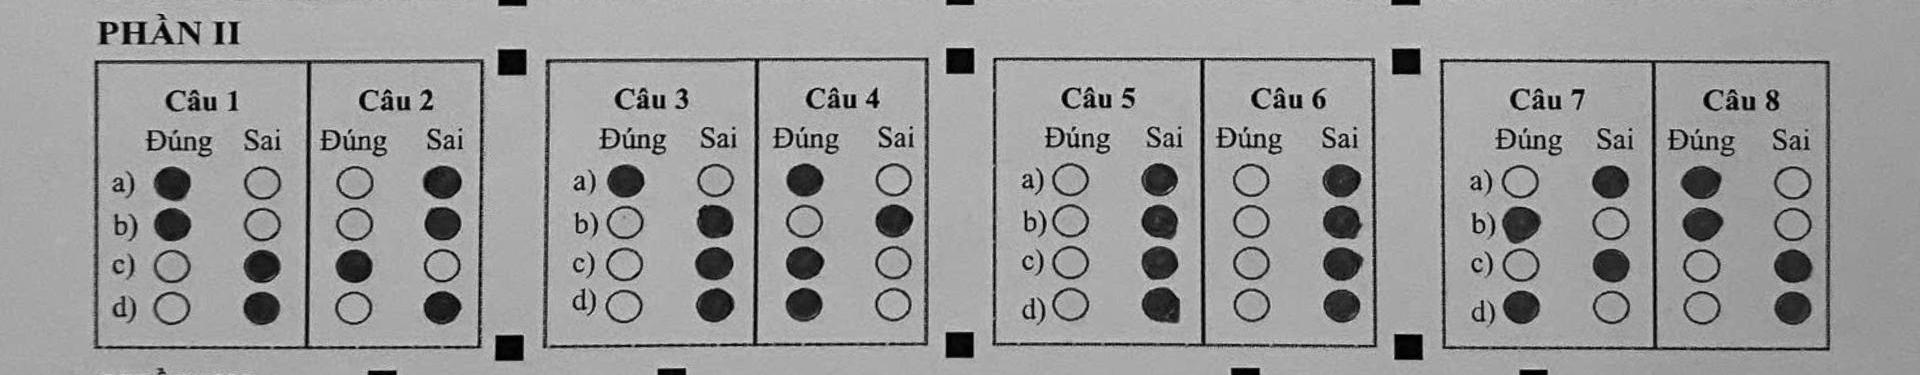 PHẦN II
Câu 1 Câu 2 Câu 3 Câu 4 Câu 5 Câu 6 Câu 7 Câu 8
Đúng Sai Đúng Sai Đúng Sai Đúng Sai Đúng Sai Đúng Sai Đúng Sai Đúng Sai
a) a) a) a)
b) b) b) b)
c) c) c) c)
d) d) d) d)